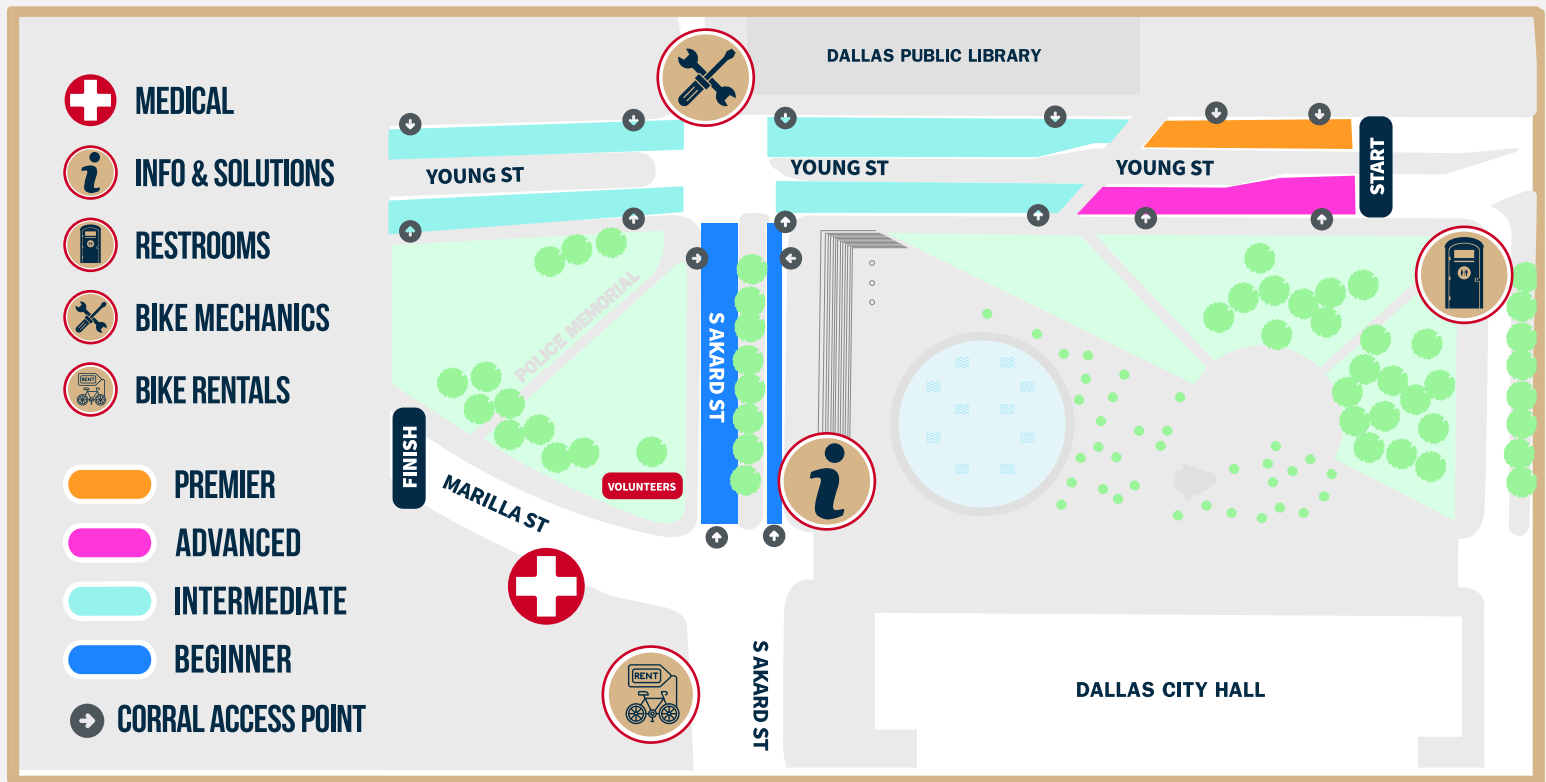 MEDICAL
INFO & SOLUTIONS
RESTROOMS
BIKE MECHANICS
RENT
BIKE RENTALS
PREMIER
ADVANCED
INTERMEDIATE
BEGINNER
CORRAL ACCESS POINT
DALLAS PUBLIC LIBRARY
YOUNG ST
YOUNG ST
YOUNG ST
START
POLICE MEMORIAL
S AKARD ST
FINISH
MARILLA ST
VOLUNTEERS
RENT
S AKARD ST
DALLAS CITY HALL